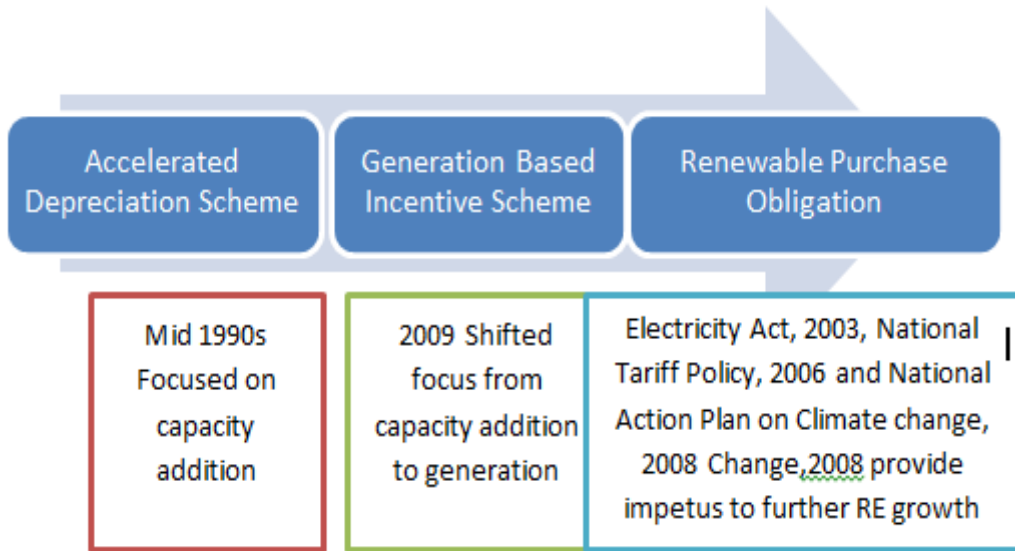 Accelerated
Depreciation Scheme
Generation Based
Incentive Scheme
Renewable Purchase
Obligation
Mid 1990s
Focused on
capacity
addition
2009 Shifted
focus from
capacity addition
to generation
Electricity Act, 2003, National
Tariff Policy, 2006 and National
Action Plan on Climate change,
2008 Change,2008 provide
impetus to further RE growth